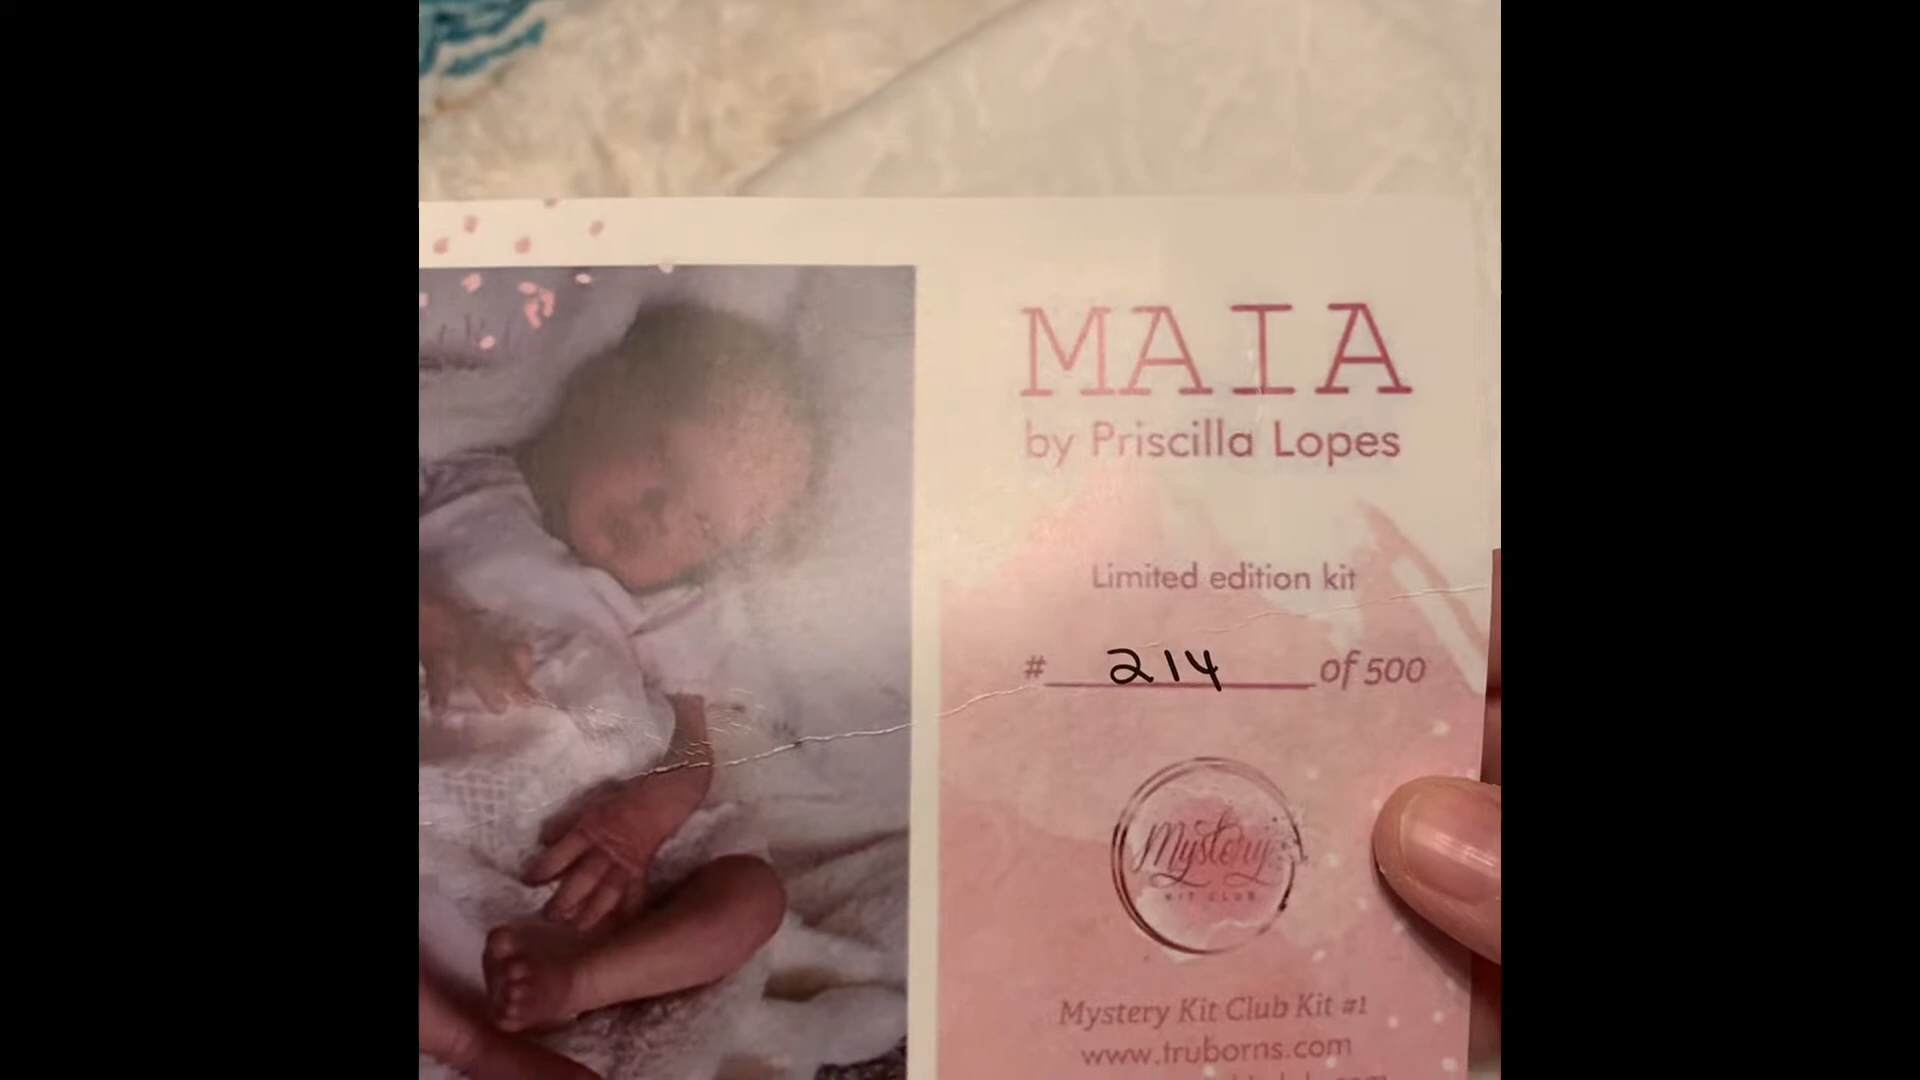 MAIA
by Priscilla Lopes
Limited edition kit
# 214 of 500
Mystery
KIT CLUB
Mystery Kit Club Kit #1
www.truborns.com